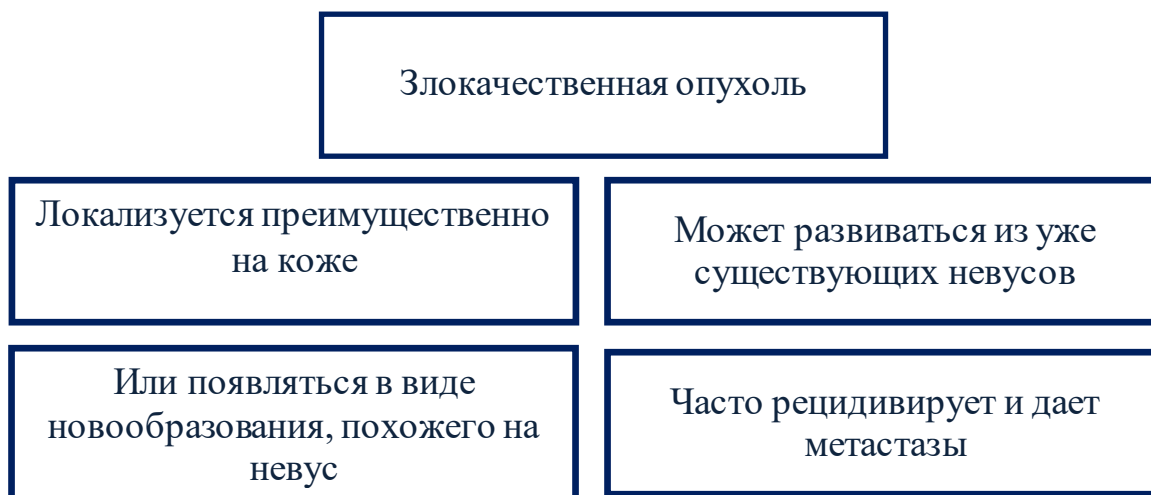 Злокачественная опухоль
Локализуется преимущественно
на коже
Может развиваться из уже
существующих невусов
Или появляться в виде
новообразования, похожего на
невус
Часто рецидивирует и дает
метастазы